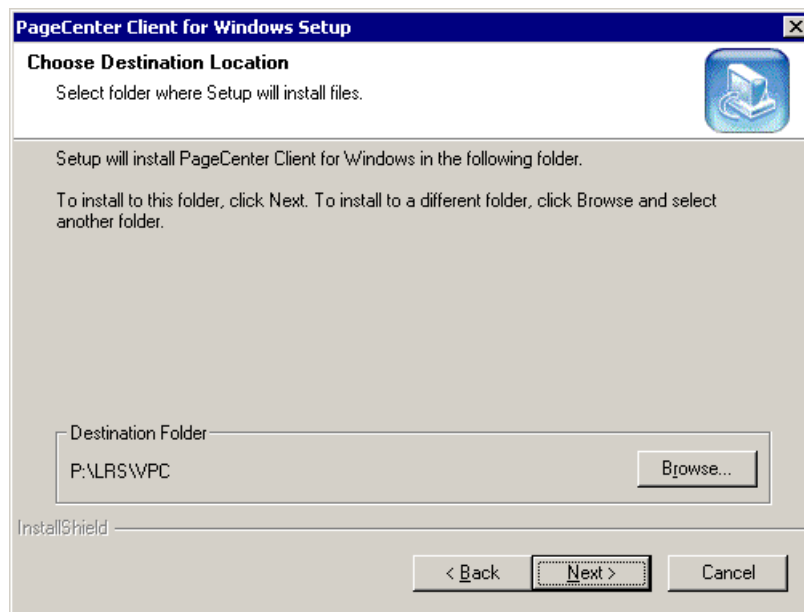 PageCenter Client for Windows Setup
Choose Destination Location
Select folder where Setup will install files.
Setup will install PageCenter Client for Windows in the following folder.
To install to this folder, click Next. To install to a different folder, click Browse and select
another folder.
Destination Folder
P:\LRS\VPC
Browse...
InstallShield
< Back
Next >
Cancel